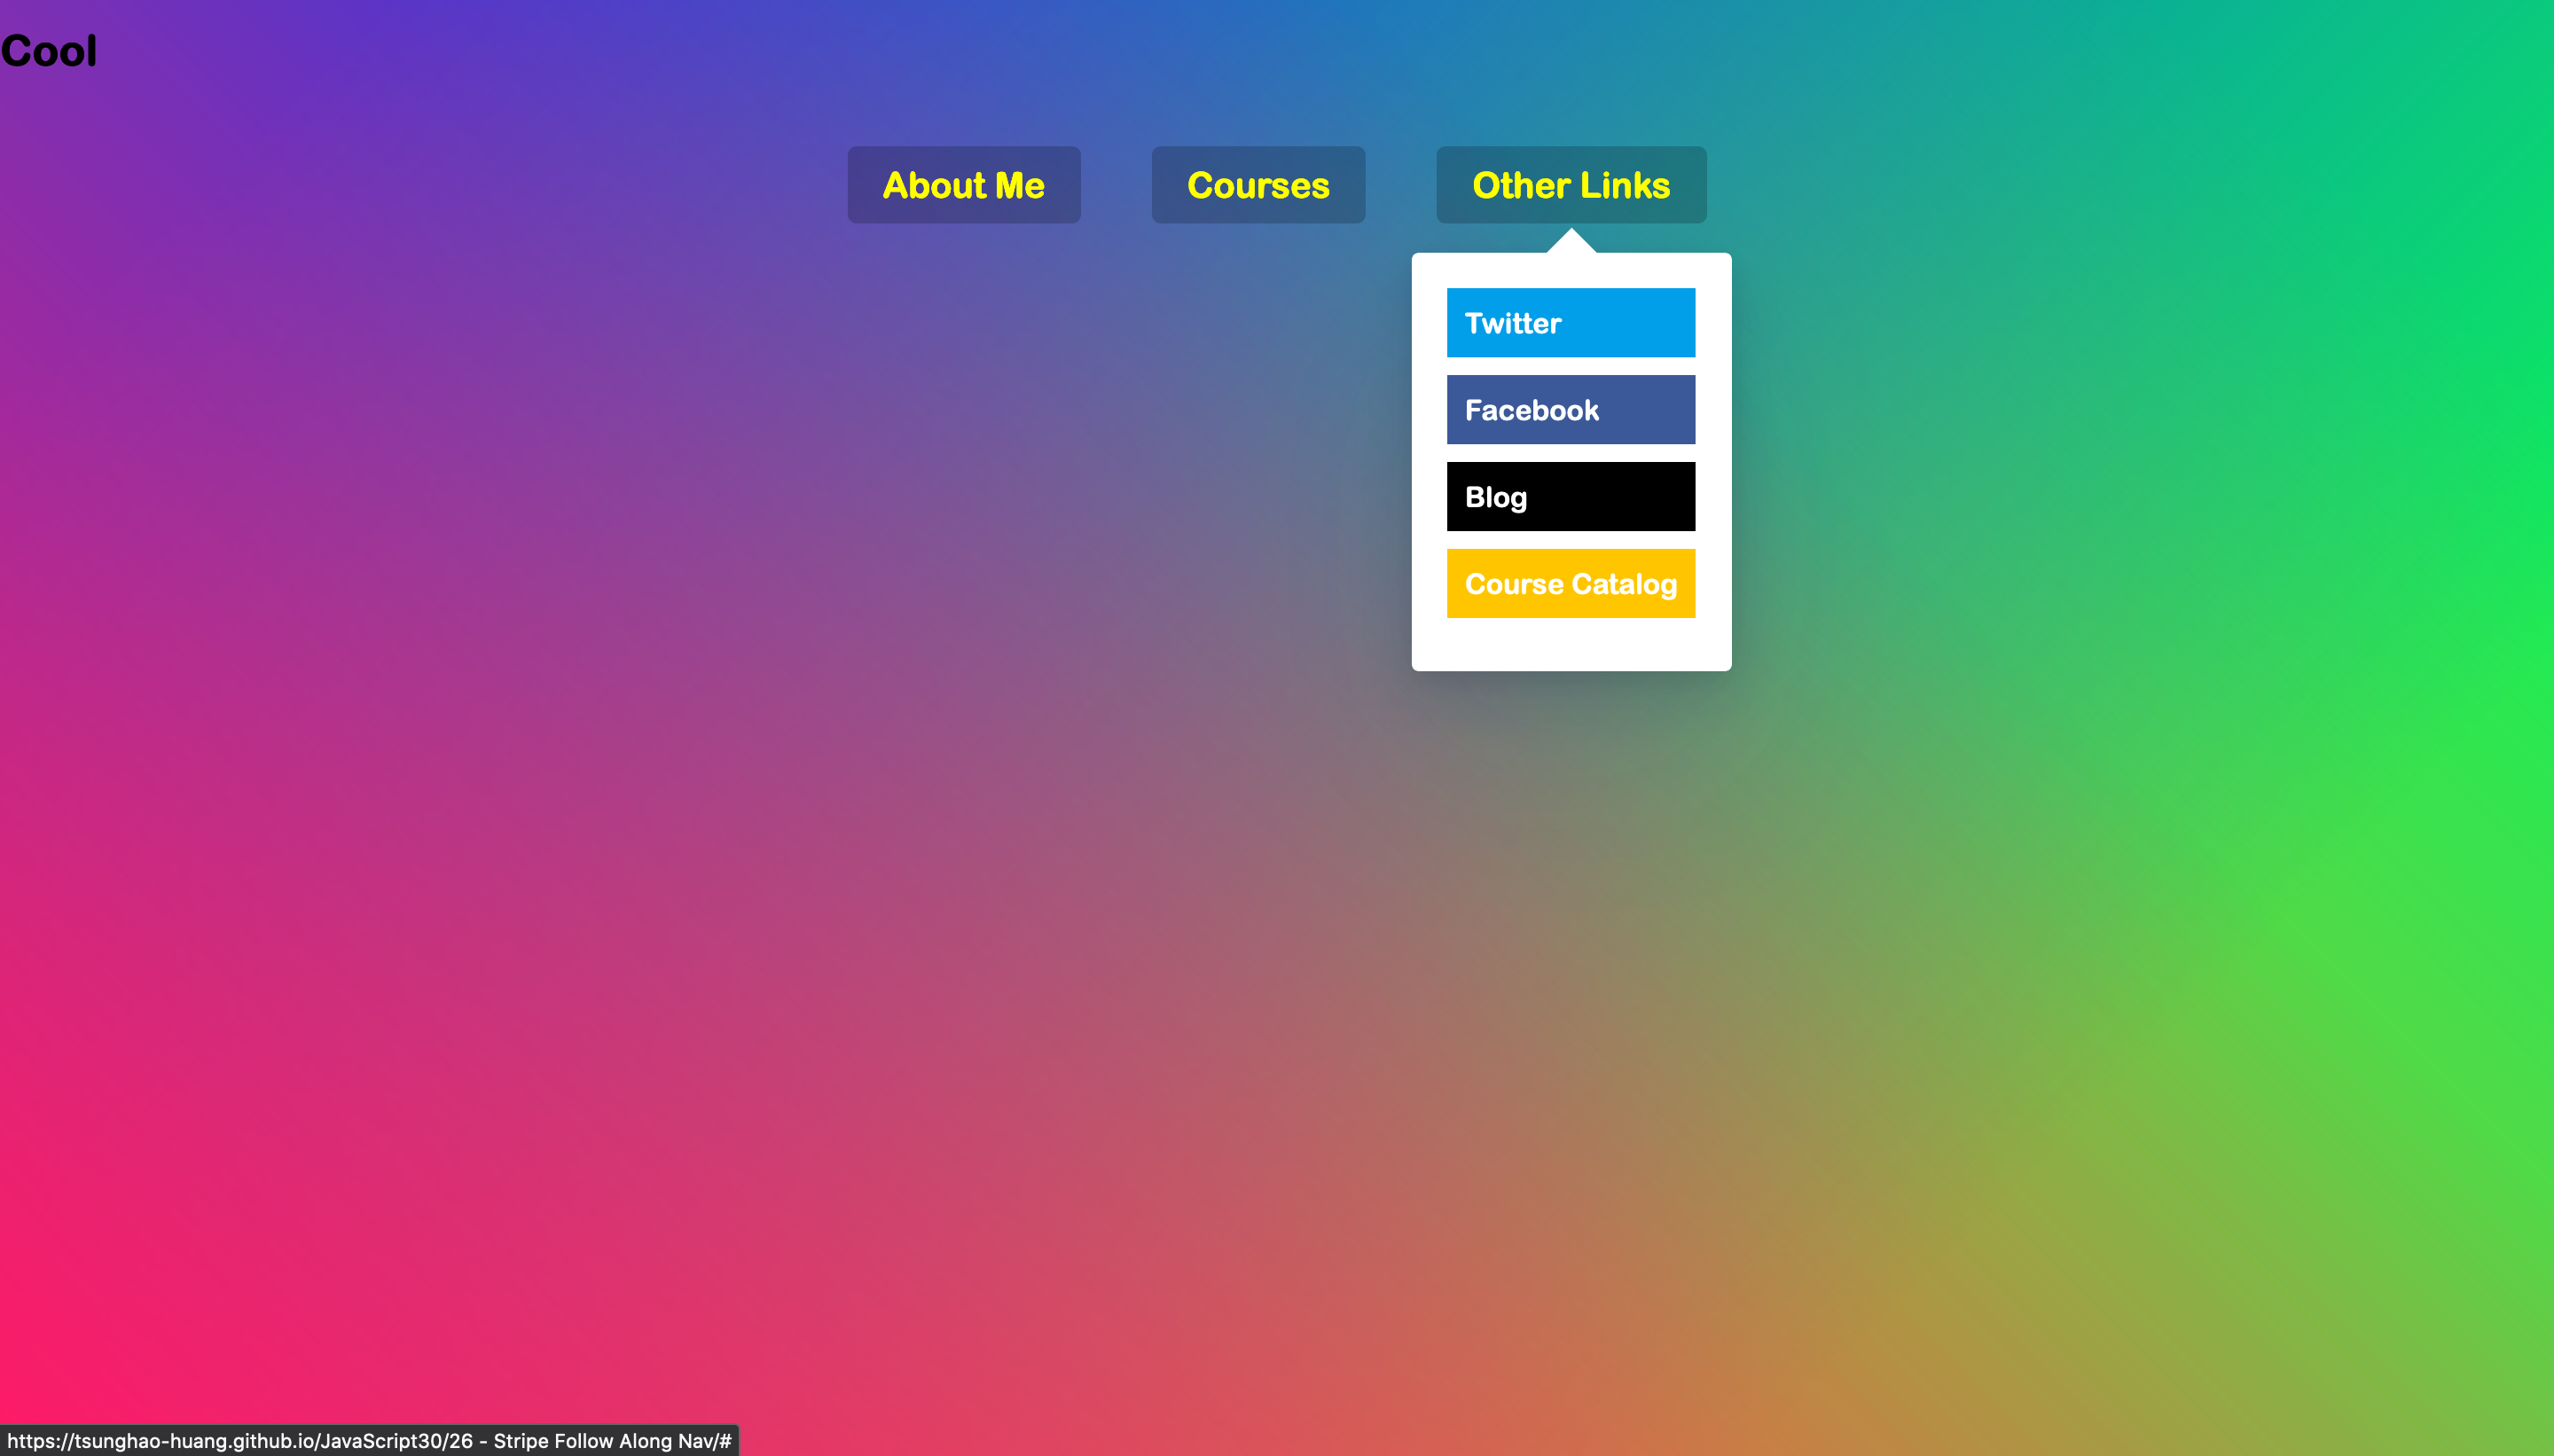 Cool
About Me
Courses
Other Links
Twitter
Facebook
Blog
Course Catalog
https://tsunghao-huang.github.io/JavaScript30/26 - Stripe Follow Along Nav/#